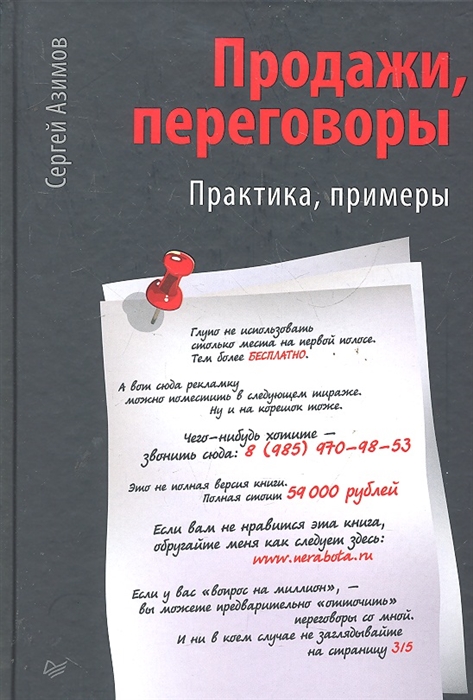 Сергей Азимов
Продажи,
переговоры
Практика, примеры
Глупо не использовать
столько места на первой полосе.
Тем более БЕСПЛАТНО.
А вот сюда рекламку
можно поместить в следующем тираже.
Ну и на корешок тоже.
Чего-нибудь хотите —
звонить сюда: 8 (985) 970-98-53
Это не полная версия книги.
Полная стоит 59 000 рублей
Если вам не нравится эта книга,
обругайте меня как следует здесь:
www.nerabota.ru
Если у вас «вопрос на миллион», —
вы можете предварительно «отточить»
переговоры со мной.
И ни в коем случае не заглядывайте
на страницу 315